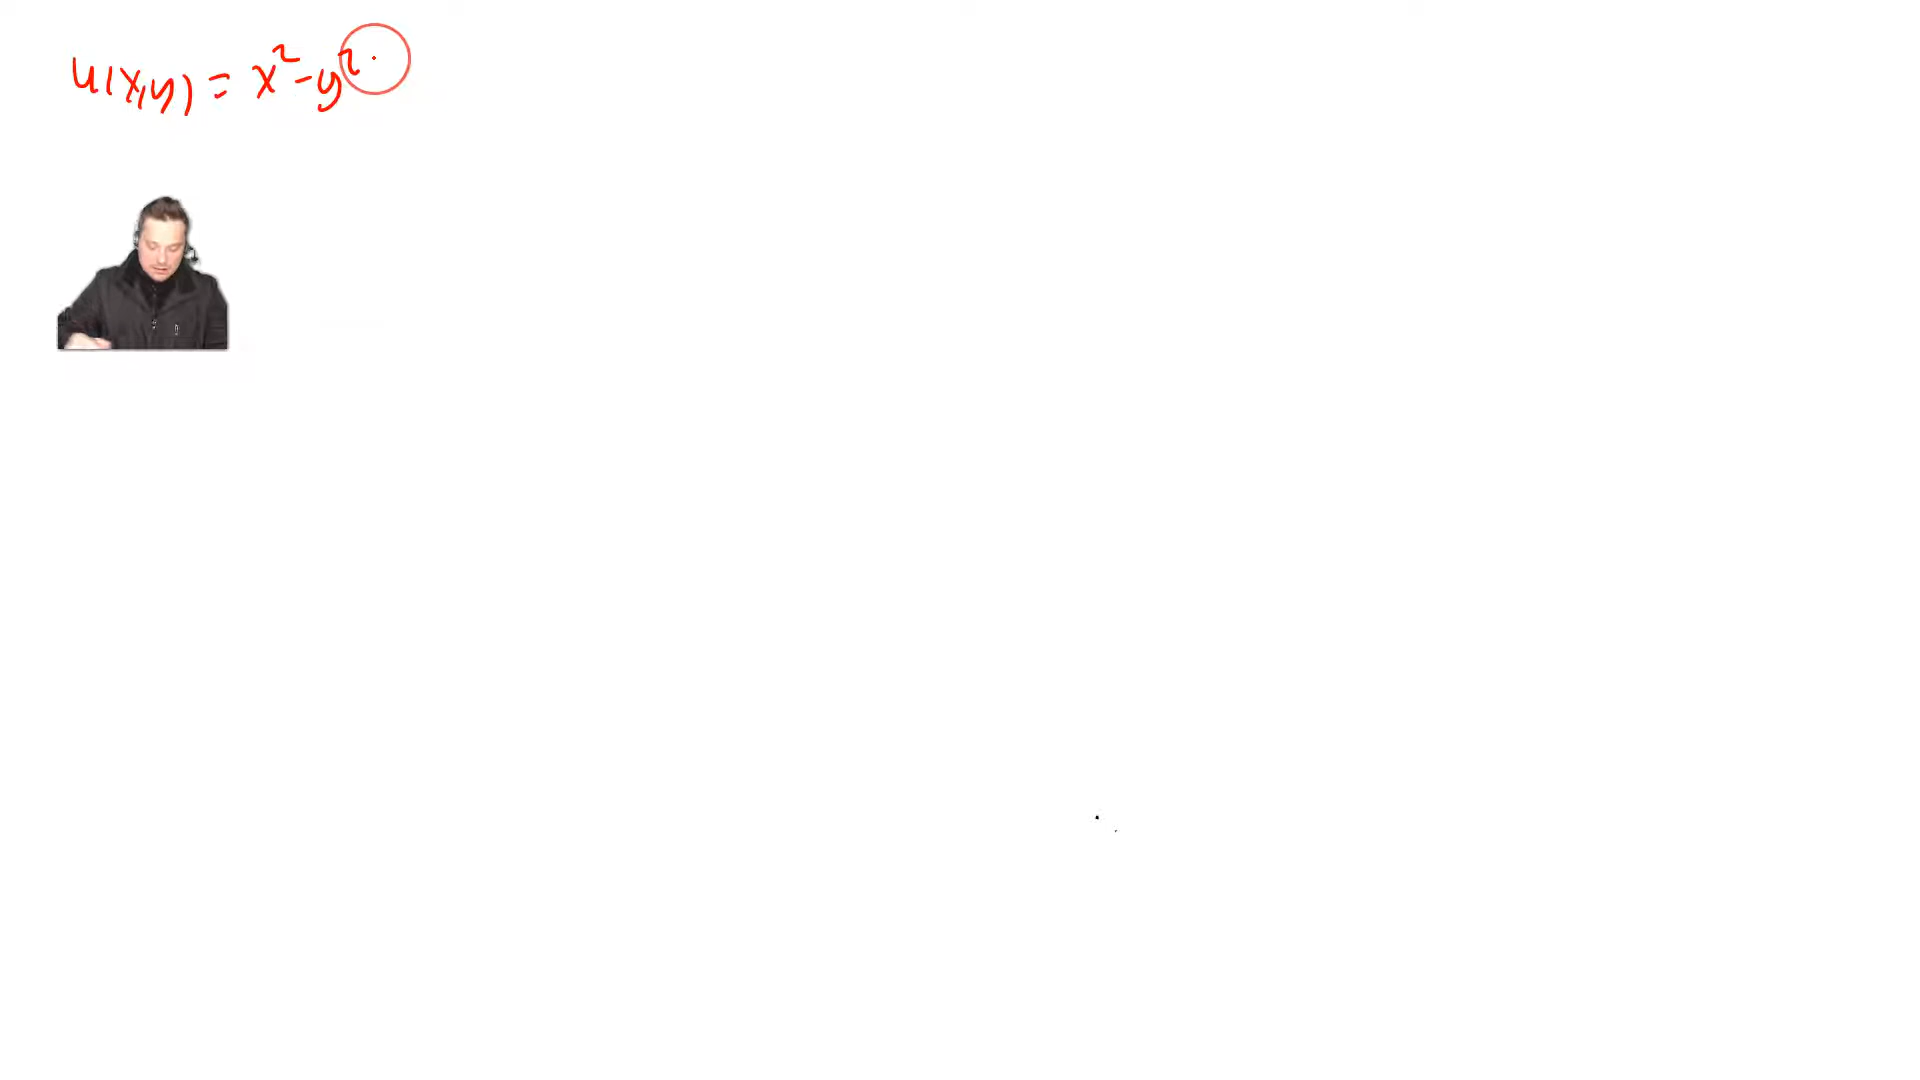 u(x,y) = x² - y²